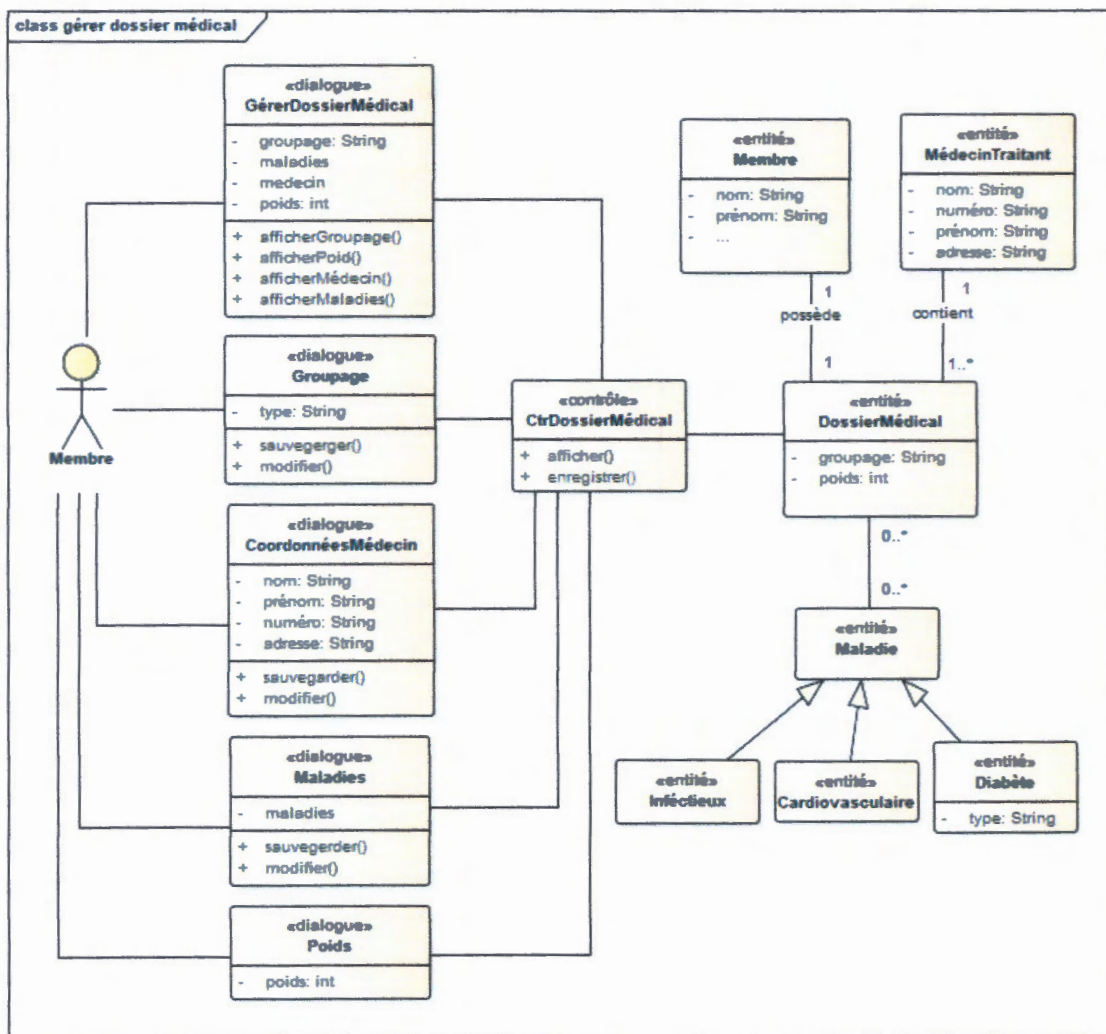 class gérer dossier médical
«dialogue»
GérerDossierMédical
- groupage: String
- maladies
- medecin
- poids: int
+ afficherGroupage()
+ afficherPoid()
+ afficherMédecin()
+ afficherMaladies()
«entité»
Membre
- nom: String
- prénom: String
- ...
«entité»
MédecinTraitant
- nom: String
- numéro: String
- prénom: String
- adresse: String
1
possède
1
1
contient
1..*
Membre
«dialogue»
Groupage
- type: String
+ sauvegerger()
+ modifier()
«contrôle»
CtrDossierMédical
+ afficher()
+ enregistrer()
«entité»
DossierMédical
- groupage: String
- poids: int
0..*
0..*
«dialogue»
CoordonnéesMédecin
- nom: String
- prénom: String
- numéro: String
- adresse: String
+ sauvegarder()
+ modifier()
«entité»
Maladie
«dialogue»
Maladies
- maladies
+ sauvegerder()
+ modifier()
«entité»
Inféctieux
«entité»
Cardiovasculaire
«entité»
Diabète
- type: String
«dialogue»
Poids
- poids: int